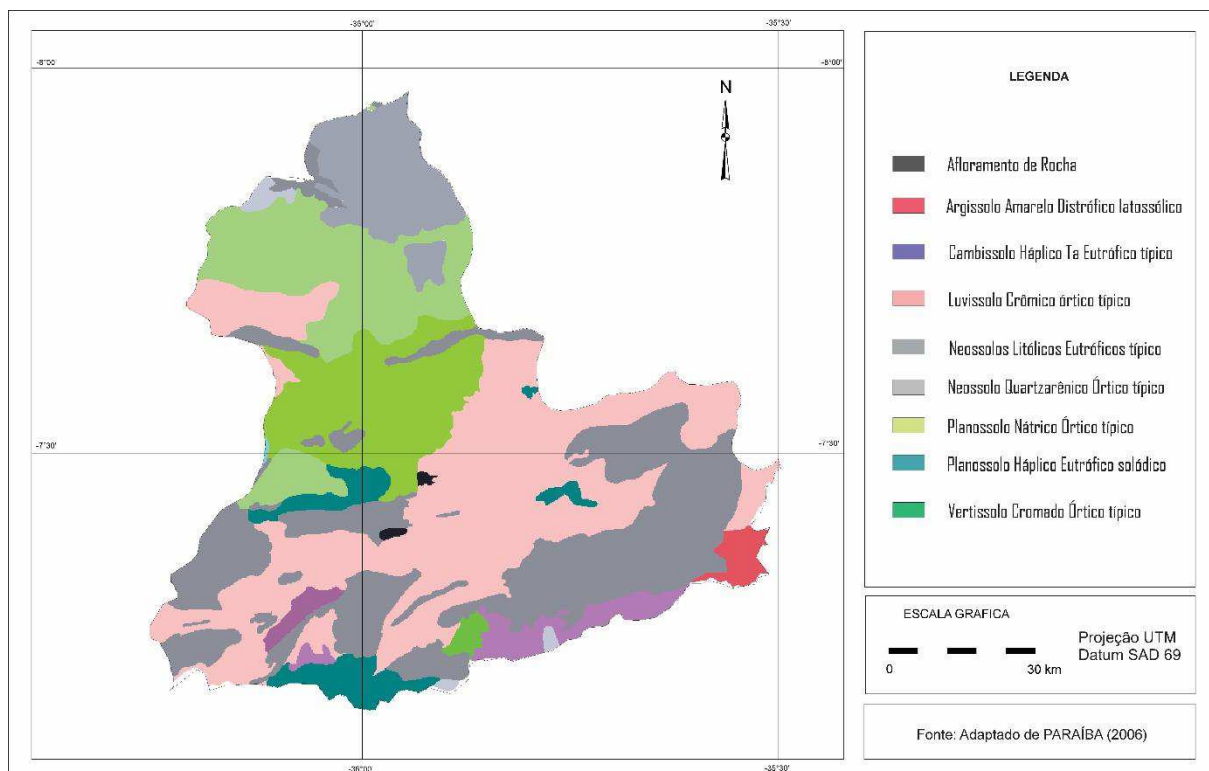 -35°00'
-35°30'
-8°00'
-8°00'
N
-7°30'
-7°30'
-36°00'
-35°30'
LEGENDA
Afloramento de Rocha
Argissolo Amarelo Distrófico latossólico
Cambissolo Háplico Ta Eutrófico típico
Luvissolo Crômico órtico típico
Neossolos Litólicos Eutróficos típico
Neossolo Quartzarênico Órtico típico
Planossolo Nátrico Órtico típico
Planossolo Háplico Eutrófico solódico
Vertissolo Cromado Órtico típico
ESCALA GRAFICA
0 30 km
Projeção UTM
Datum SAD 69
Fonte: Adaptado de PARAÍBA (2006)